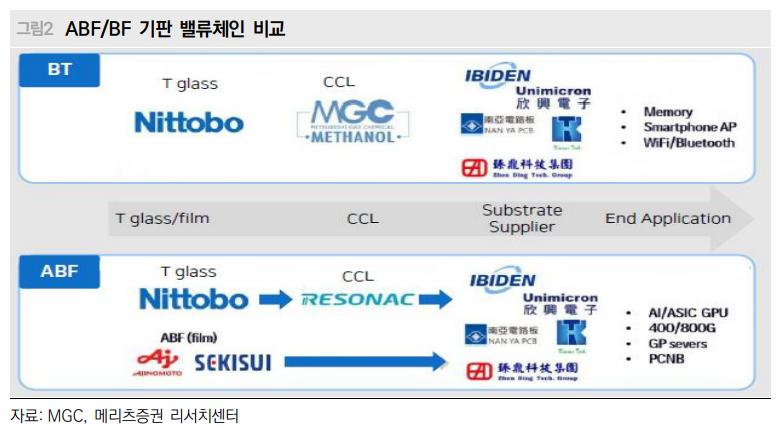 그림2 ABF/BF 기판 밸류체인 비교
BT
T glass
CCL
Nittobo
MGC
MITSUBISHI GAS CHEMICAL
METHANOL
IBIDEN
Unimicron
欣興電子
南亞電路板
NAN YA PCB
臻鼎科技集團
Zhen Ding Tech. Group
• Memory
• Smartphone AP
• WiFi/Bluetooth
T glass/film
CCL
Substrate
Supplier
End Application
ABF
T glass
CCL
Nittobo
RESONAC
ABF (film)
AJINOMOTO
SEKISUI
IBIDEN
Unimicron
欣興電子
南亞電路板
NAN YA PCB
臻鼎科技集團
Zhen Ding Tech. Group
• AI/ASIC GPU
• 400/800G
• GP severs
• PCNB
자료: MGC, 메리츠증권 리서치센터